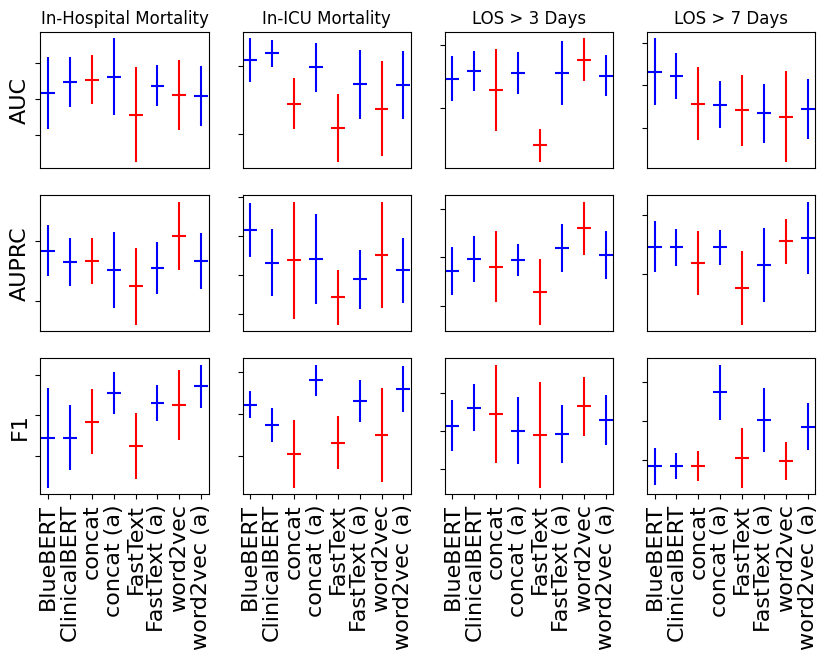 In-Hospital Mortality
In-ICU Mortality
LOS > 3 Days
LOS > 7 Days
AUC
AUPRC
F1
BlueBERT
ClinicalBERT
concat
concat (a)
FastText
FastText (a)
word2vec
word2vec (a)
BlueBERT
ClinicalBERT
concat
concat (a)
FastText
FastText (a)
word2vec
word2vec (a)
BlueBERT
ClinicalBERT
concat
concat (a)
FastText
FastText (a)
word2vec
word2vec (a)
BlueBERT
ClinicalBERT
concat
concat (a)
FastText
FastText (a)
word2vec
word2vec (a)